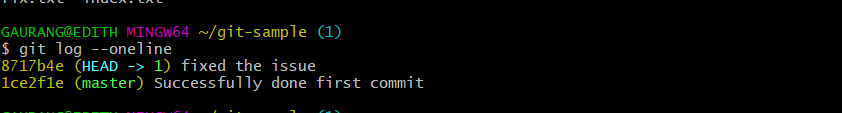 GAURANG@EDITH MINGW64 ~/git-sample (1)
$ git log --oneline
8717b4e (HEAD -> 1) fixed the issue
1ce2f1e (master) Successfully done first commit